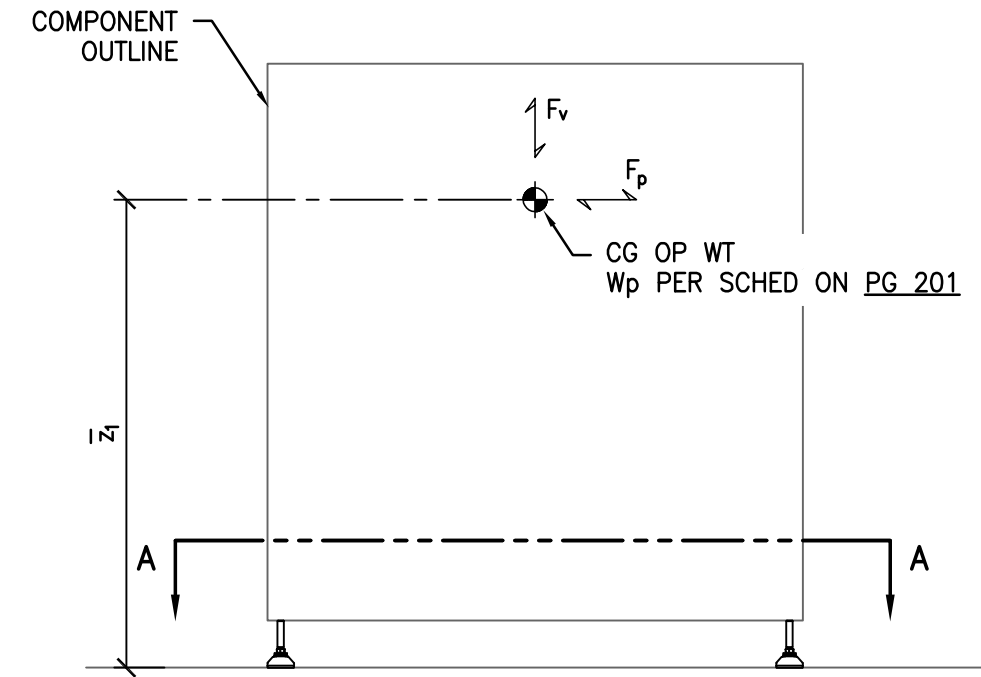 COMPONENT
OUTLINE
Fv
Fp
CG OP WT
Wp PER SCHED ON PG 201
z̄1
A
A